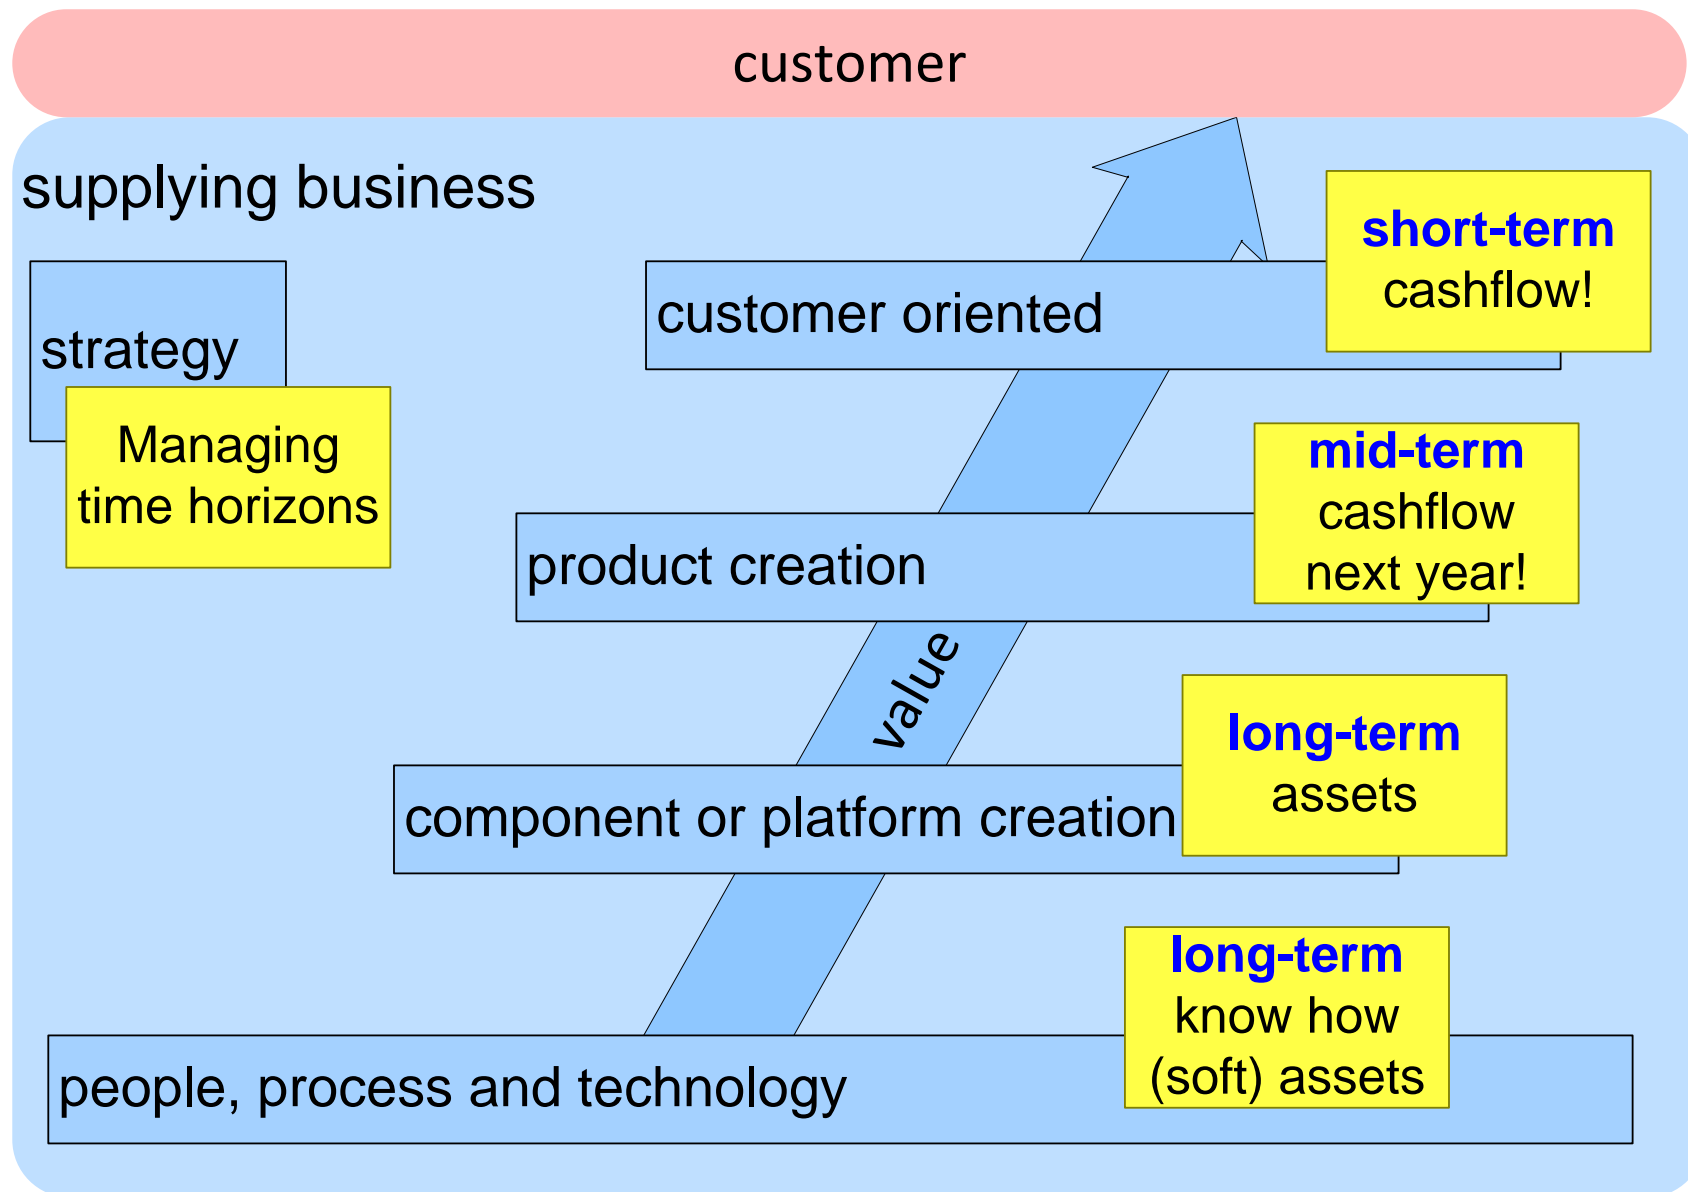 customer
supplying business
strategy
Managing
time horizons
customer oriented
short-term
cashflow!
product creation
mid-term
cashflow
next year!
value
component or platform creation
long-term
assets
people, process and technology
long-term
know how
(soft) assets